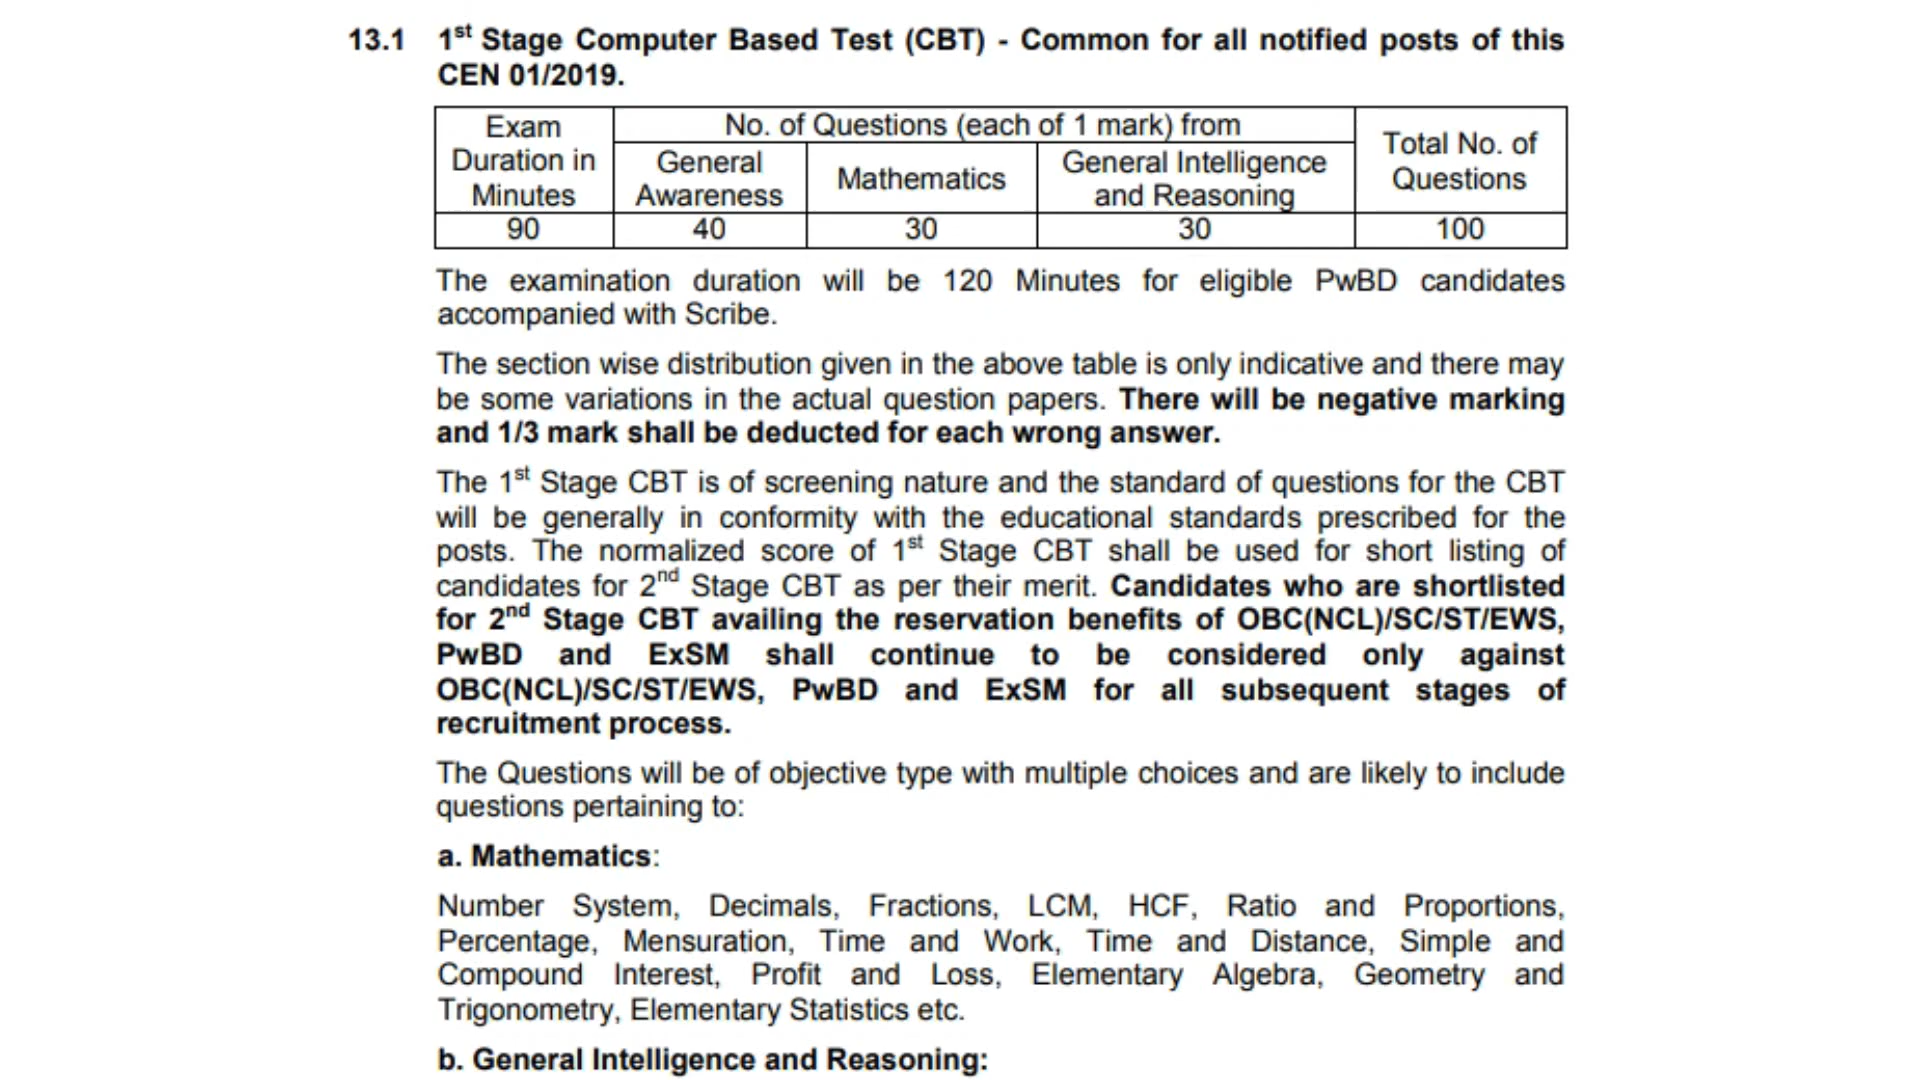 13.1 1st Stage Computer Based Test (CBT) - Common for all notified posts of this
CEN 01/2019.
Exam Duration in Minutes
No. of Questions (each of 1 mark) from
General Awareness
Mathematics
General Intelligence and Reasoning
Total No. of Questions
90 40 30 30 100
The examination duration will be 120 Minutes for eligible PwBD candidates
accompanied with Scribe.
The section wise distribution given in the above table is only indicative and there may
be some variations in the actual question papers. There will be negative marking
and 1/3 mark shall be deducted for each wrong answer.
The 1st Stage CBT is of screening nature and the standard of questions for the CBT
will be generally in conformity with the educational standards prescribed for the
posts. The normalized score of 1st Stage CBT shall be used for short listing of
candidates for 2nd Stage CBT as per their merit. Candidates who are shortlisted
for 2nd Stage CBT availing the reservation benefits of OBC(NCL)/SC/ST/EWS,
PwBD and ExSM shall continue to be considered only against
OBC(NCL)/SC/ST/EWS, PwBD and ExSM for all subsequent stages of
recruitment process.
The Questions will be of objective type with multiple choices and are likely to include
questions pertaining to:
a. Mathematics:
Number System, Decimals, Fractions, LCM, HCF, Ratio and Proportions,
Percentage, Mensuration, Time and Work, Time and Distance, Simple and
Compound Interest, Profit and Loss, Elementary Algebra, Geometry and
Trigonometry, Elementary Statistics etc.
b. General Intelligence and Reasoning: